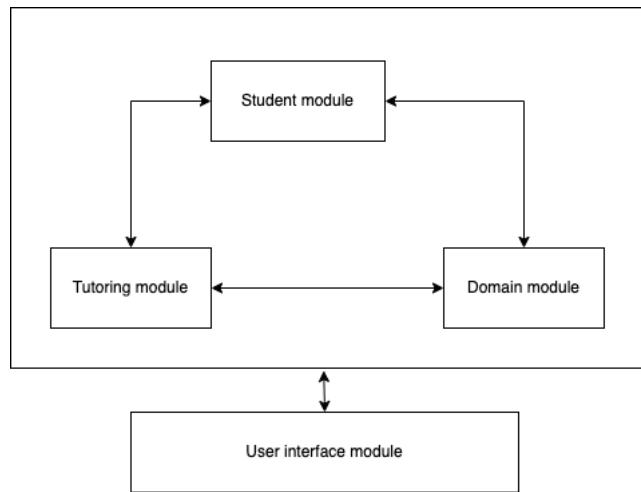 Student module
Tutoring module
Domain module
User interface module